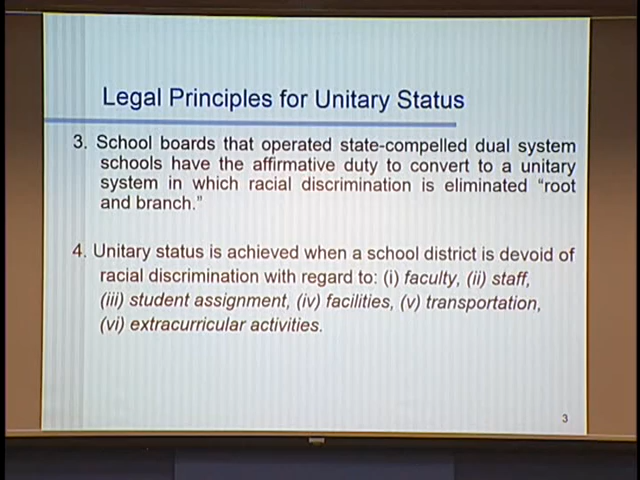 Legal Principles for Unitary Status
3. School boards that operated state-compelled dual system
schools have the affirmative duty to convert to a unitary
system in which racial discrimination is eliminated “root
and branch.”
4. Unitary status is achieved when a school district is devoid of
racial discrimination with regard to: (i) faculty, (ii) staff,
(iii) student assignment, (iv) facilities, (v) transportation,
(vi) extracurricular activities.
3